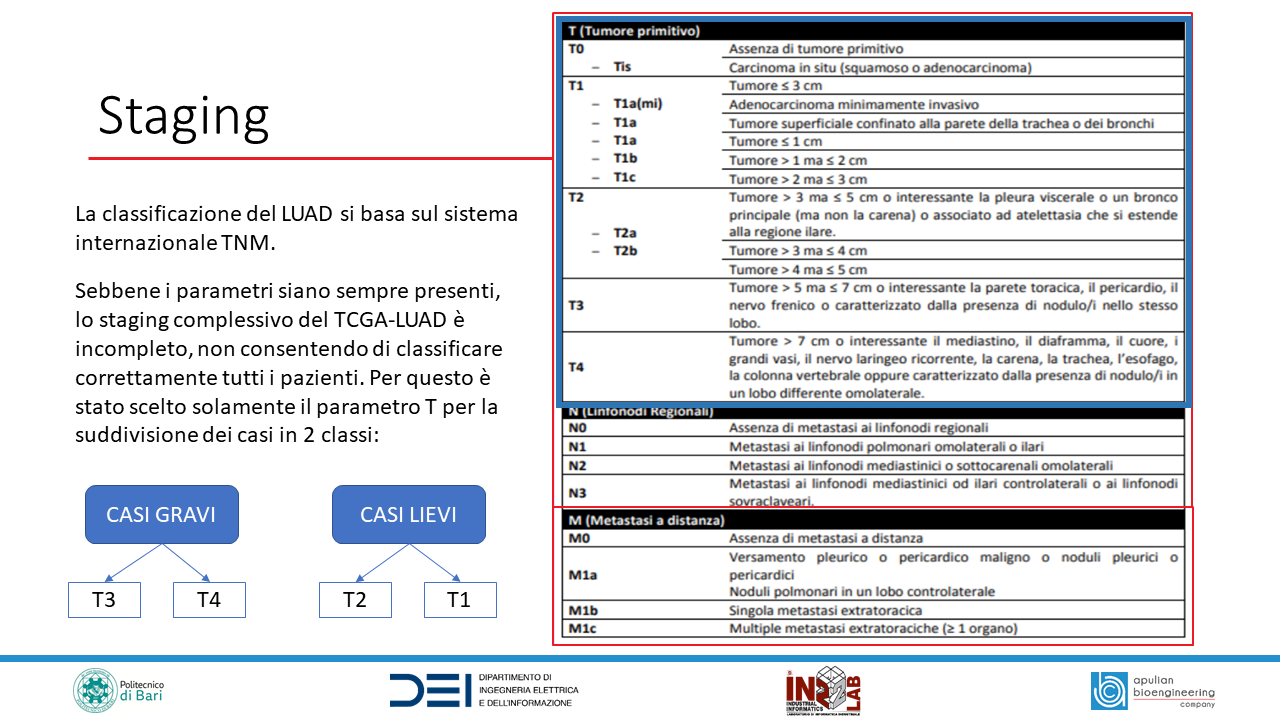 Staging
La classificazione del LUAD si basa sul sistema
internazionale TNM.
Sebbene i parametri siano sempre presenti,
lo staging complessivo del TCGA-LUAD è
incompleto, non consentendo di classificare
correttamente tutti i pazienti. Per questo è
stato scelto solamente il parametro T per la
suddivisione dei casi in 2 classi:
CASI GRAVI
CASI LIEVI
T3
T4
T2
T1
T (Tumore primitivo)
T0 Assenza di tumore primitivo
– Tis Carcinoma in situ (squamoso o adenocarcinoma)
T1 Tumore ≤ 3 cm
– T1a(mi) Adenocarcinoma minimamente invasivo
– T1a Tumore superficiale confinato alla parete della trachea o dei bronchi
– T1a Tumore ≤ 1 cm
– T1b Tumore > 1 ma ≤ 2 cm
– T1c Tumore > 2 ma ≤ 3 cm
T2 Tumore > 3 ma ≤ 5 cm o interessante la pleura viscerale o un bronco
principale (ma non la carena) o associato ad atelettasia che si estende
– T2a alla regione ilare.
– T2b Tumore > 3 ma ≤ 4 cm
Tumore > 4 ma ≤ 5 cm
Tumore > 5 ma ≤ 7 cm o interessante la parete toracica, il pericardio, il
T3 nervo frenico o caratterizzato dalla presenza di nodulo/i nello stesso
lobo.
Tumore > 7 cm o interessante il mediastino, il diaframma, il cuore, i
grandi vasi, il nervo laringeo ricorrente, la carena, la trachea, l'esofago,
T4 la colonna vertebrale oppure caratterizzato dalla presenza di nodulo/i in
un lobo differente omolaterale.
N (Linfonodi Regionali)
N0 Assenza di metastasi ai linfonodi regionali
N1 Metastasi ai linfonodi polmonari omolaterali o ilari
N2 Metastasi ai linfonodi mediastinici o sottocarenali omolaterali
N3 Metastasi ai linfonodi mediastinici od ilari controlaterali o ai linfonodi
sovraclaveari.
M (Metastasi a distanza)
M0 Assenza di metastasi a distanza
Versamento pleurico o pericardico maligno o noduli pleurici o
M1a pericardici
Noduli polmonari in un lobo controlaterale
M1b Singola metastasi extratoracica
M1c Multiple metastasi extratoraciche (≥ 1 organo)
Politecnico
di Bari
DEI
DIPARTIMENTO DI
INGEGNERIA ELETTRICA
E DELL'INFORMAZIONE
INDUSTRIAL
INFORMATICS
LAB
LABORATORIO DI INFORMATICA INDUSTRIALE
apulian
bioengineering
company